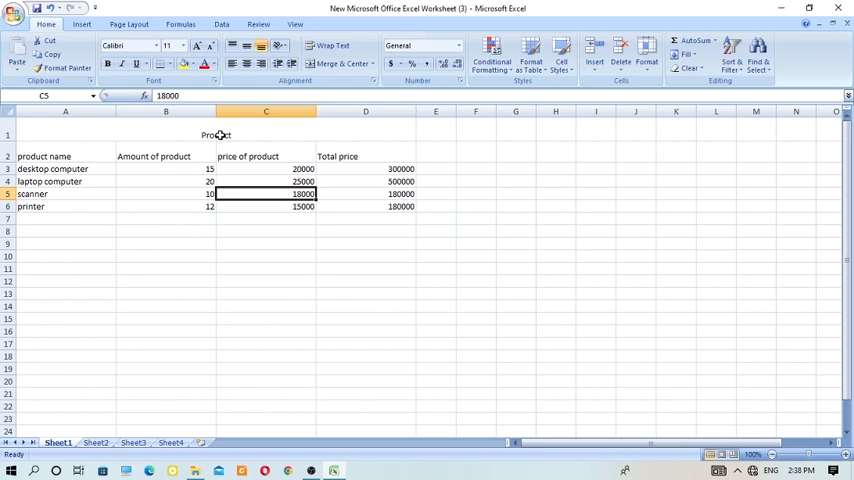 New Microsoft Office Excel Worksheet (3) - Microsoft Excel
Home Insert Page Layout Formulas Data Review View
Cut
Copy
Format Painter
Paste
Clipboard
Calibri 11
B I U
Font
Wrap Text
Merge & Center
Alignment
General
$ % ,
Number
Conditional Formatting
Format as Table
Cell Styles
Styles
Insert Delete Format
Cells
AutoSum
Fill
Clear
Sort & Filter
Find & Select
Editing
C5 fx 18000
A B C D E F G H I J K L M N O
1 Product
2 product name Amount of product price of product Total price
3 desktop computer 15 20000 300000
4 laptop computer 20 25000 500000
5 scanner 10 18000 180000
6 printer 12 15000 180000
7
8
9
10
11
12
13
14
15
16
17
18
19
20
21
22
23
24
Sheet1 Sheet2 Sheet3 Sheet4
Ready 100%
ENG 2:38 PM